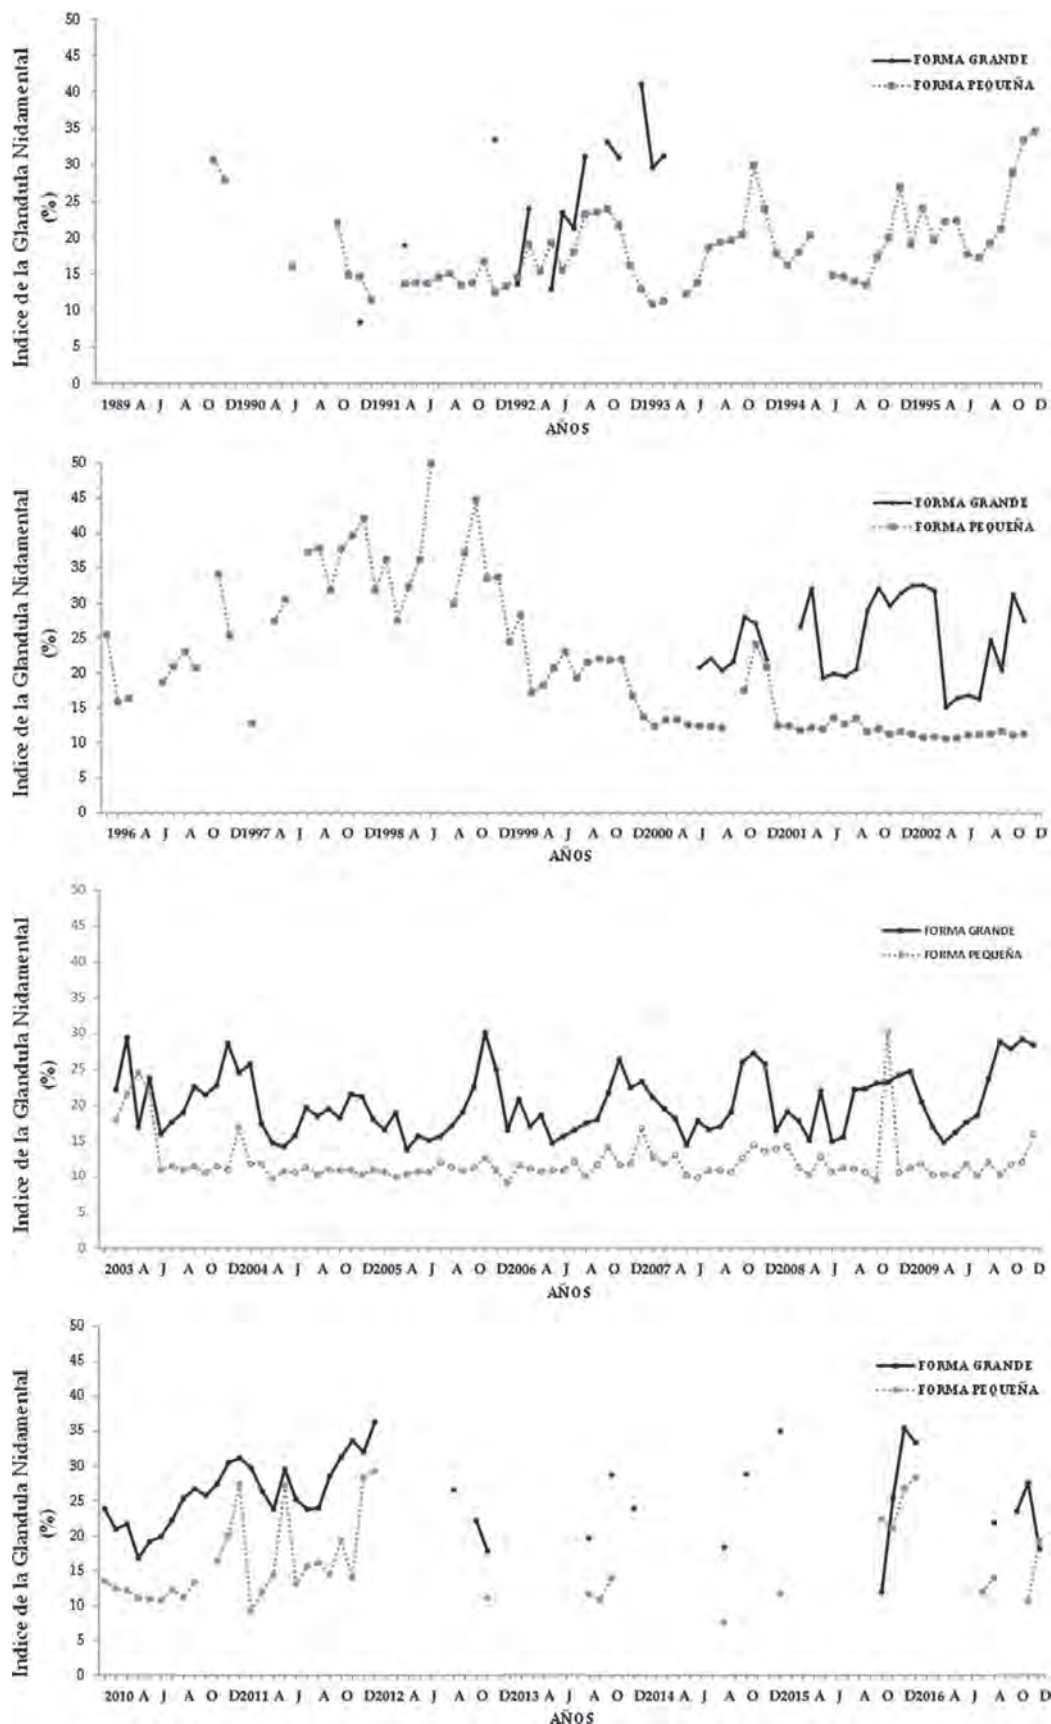 Indice de la Glandula Nidamental
(%)
50
45
40
35
30
25
20
15
10
5
0
FORMA GRANDE
FORMA PEQUEÑA
1989 A J A O D1990 A J A O D1991 A J A O D1992 A J A O D1993 A J A O D1994 A J A O D1995 A J A O D
AÑOS
Indice de la Glandula Nidamental
(%)
50
45
40
35
30
25
20
15
10
5
0
FORMA GRANDE
FORMA PEQUEÑA
1996 A J A O D1997 A J A O D1998 A J A O D1999 A J A O D2000 A J A O D2001 A J A O D2002 A J A O D
AÑOS
Indice de la Glandula Nidamental
(%)
50
45
40
35
30
25
20
15
10
5
0
FORMA GRANDE
FORMA PEQUEÑA
2003 A J A O D2004 A J A O D2005 A J A O D2006 A J A O D2007 A J A O D2008 A J A O D2009 A J A O D
AÑOS
Indice de la Glandula Nidamental
(%)
50
45
40
35
30
25
20
15
10
5
0
FORMA GRANDE
FORMA PEQUEÑA
2010 A J A O D2011 A J A O D2012 A J A O D2013 A J A O D2014 A J A O D2015 A J A O D2016 A J A O D
AÑOS